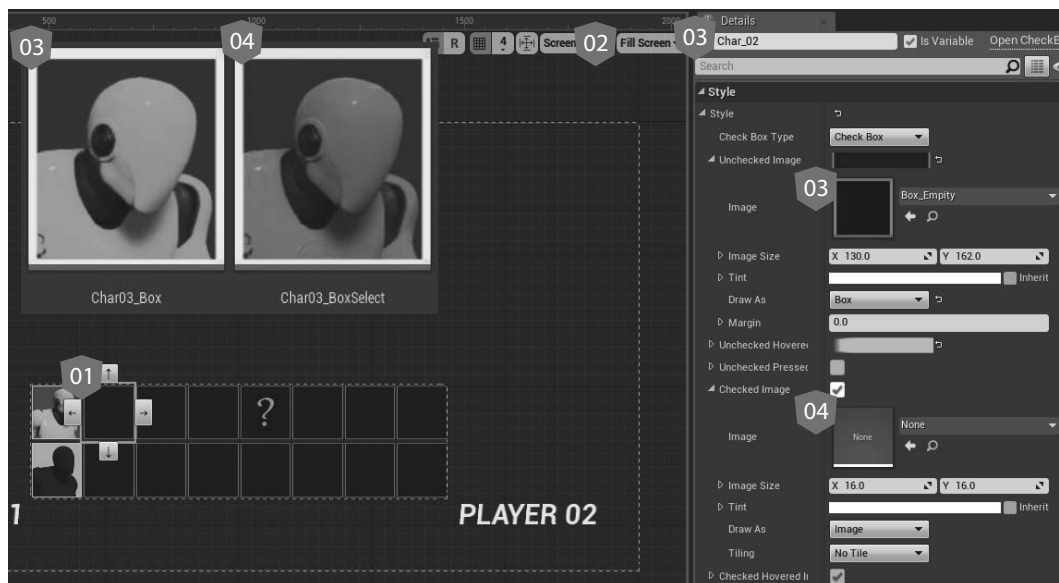 500
1000
1500
2000
03
04
R
4
Screen
02
Fill Screen
Char03_Box
Char03_BoxSelect
01
?
1
PLAYER 02
Details
03
Char_02
Is Variable
Open CheckB
Search
Style
Style
Check Box Type
Check Box
Unchecked Image
03
Image
Box_Empity
Image Size
X 130.0
Y 162.0
Tint
Inherit
Draw As
Box
Margin
0.0
Unchecked Hovered
Unchecked Pressed
Checked Image
04
Image
None
None
Image Size
X 16.0
Y 16.0
Tint
Inherit
Draw As
Image
Tiling
No Tile
Checked Hovered I